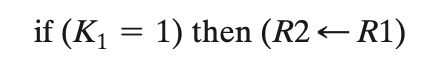 if (K₁ = 1) then (R2 ← R1)